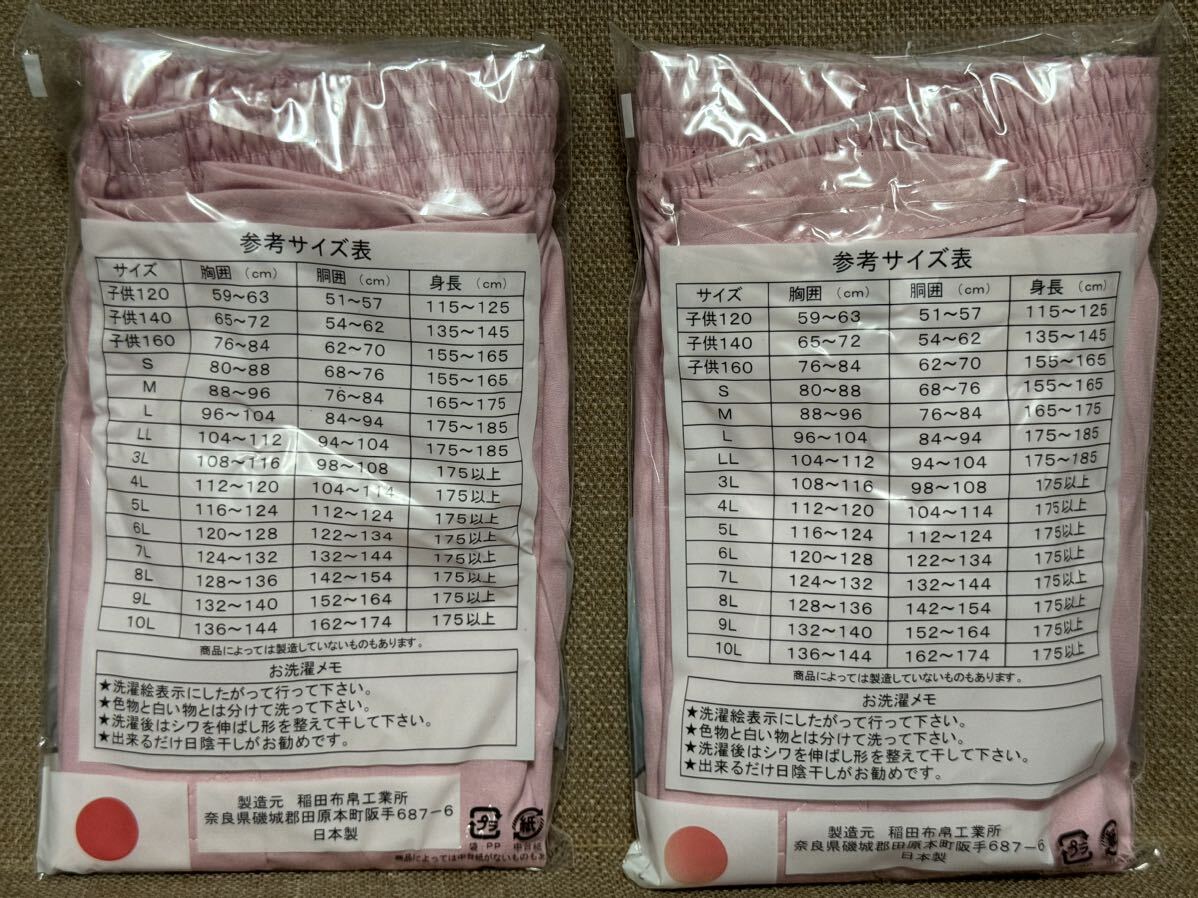 参考サイズ表
サイズ 胸囲 (cm) 胴囲 (cm) 身長 (cm)
子供120 59〜63 51〜57 115〜125
子供140 65〜72 54〜62 135〜145
子供160 76〜84 62〜70 155〜165
S 80〜88 68〜76 155〜165
M 88〜96 76〜84 165〜175
L 96〜104 84〜94 175〜185
LL 104〜112 94〜104 175〜185
3L 108〜116 98〜108 175以上
4L 112〜120 104〜114 175以上
5L 116〜124 112〜124 175以上
6L 120〜128 122〜134 175以上
7L 124〜132 132〜144 175以上
8L 128〜136 142〜154 175以上
9L 132〜140 152〜164 175以上
10L 136〜144 162〜174 175以上
商品によっては製造していないものもあります。
お洗濯メモ
★洗濯絵表示にしたがって行って下さい。
★色物と白い物とは分けて洗って下さい。
★洗濯後はシワを伸ばし形を整えて干して下さい。
★出来るだけ日陰干しがお勧めです。
製造元 稲田布帛工業所
奈良県磯城郡田原本町阪手687-6
日本製
プラ 紙
袋:PP 中台紙
商品によっては中台紙がないものもあ
参考サイズ表
サイズ 胸囲 (cm) 胴囲 (cm) 身長 (cm)
子供120 59〜63 51〜57 115〜125
子供140 65〜72 54〜62 135〜145
子供160 76〜84 62〜70 155〜165
S 80〜88 68〜76 155〜165
M 88〜96 76〜84 165〜175
L 96〜104 84〜94 175〜185
LL 104〜112 94〜104 175〜185
3L 108〜116 98〜108 175以上
4L 112〜120 104〜114 175以上
5L 116〜124 112〜124 175以上
6L 120〜128 122〜134 175以上
7L 124〜132 132〜144 175以上
8L 128〜136 142〜154 175以上
9L 132〜140 152〜164 175以上
10L 136〜144 162〜174 175以上
商品によっては製造していないものもあります。
お洗濯メモ
★洗濯絵表示にしたがって行って下さい。
★色物と白い物とは分けて洗って下さい。
★洗濯後はシワを伸ばし形を整えて干して下さい。
★出来るだけ日陰干しがお勧めです。
製造元 稲田布帛工業所
奈良県磯城郡田原本町阪手687-6
日本製
プラ